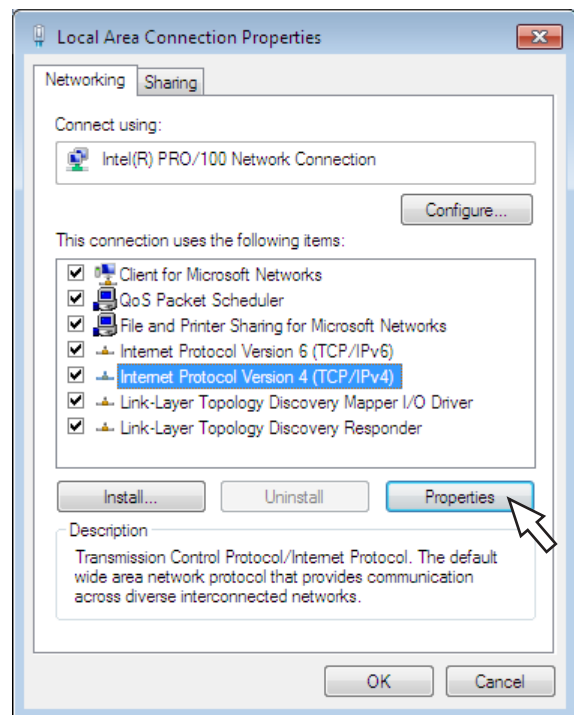 Local Area Connection Properties
Networking
Sharing
Connect using:
Intel(R) PRO/100 Network Connection
Configure...
This connection uses the following items:
Client for Microsoft Networks
QoS Packet Scheduler
File and Printer Sharing for Microsoft Networks
Internet Protocol Version 6 (TCP/IPv6)
Internet Protocol Version 4 (TCP/IPv4)
Link-Layer Topology Discovery Mapper I/O Driver
Link-Layer Topology Discovery Responder
Install...
Uninstall
Properties
Description
Transmission Control Protocol/Internet Protocol. The default
wide area network protocol that provides communication
across diverse interconnected networks.
OK
Cancel